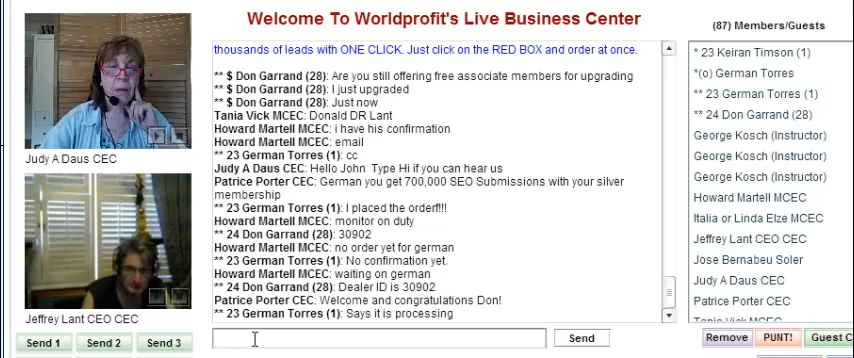 Welcome To Worldprofit's Live Business Center
(87) Members/Guests
thousands of leads with ONE CLICK. Just click on the RED BOX and order at once.
** $ Don Garrand (28): Are you still offering free associate members for upgrading
** $ Don Garrand (28): I just upgraded
** $ Don Garrand (28): Just now
Tania Vick MCEC: Donald DR Lant
Howard Martell MCEC: i have his confirmation
Howard Martell MCEC: email
** 23 German Torres (1): cc
Judy A Daus CEC: Hello John  Type Hi if you can hear us
Patrice Porter CEC: German you get 700,000 SEO Submissions with your silver
membership
** 23 German Torres (1): I placed the orderf!!!
Howard Martell MCEC: monitor on duty
** 24 Don Garrand (28): 30902
Howard Martell MCEC: no order yet for german
** 23 German Torres (1): No confirmation yet.
Howard Martell MCEC: waiting on german
** 24 Don Garrand (28): Dealer ID is 30902
Patrice Porter CEC: Welcome and congratulations Don!
** 23 German Torres (1): Says it is processing
Judy A Daus CEC
Jeffrey Lant CEO CEC
* 23 Keiran Timson (1)
*(o) German Torres
** 23 German Torres (1)
** 24 Don Garrand (28)
George Kosch (Instructor)
George Kosch (Instructor)
George Kosch (Instructor)
Howard Martell MCEC
Italia or Linda Elze MCEC
Jeffrey Lant CEO CEC
Jose Bernabeu Soler
Judy A Daus CEC
Patrice Porter CEC
Tania Vick MCEC
Send 1
Send 2
Send 3
Send
Remove
PUNT!
Guest C